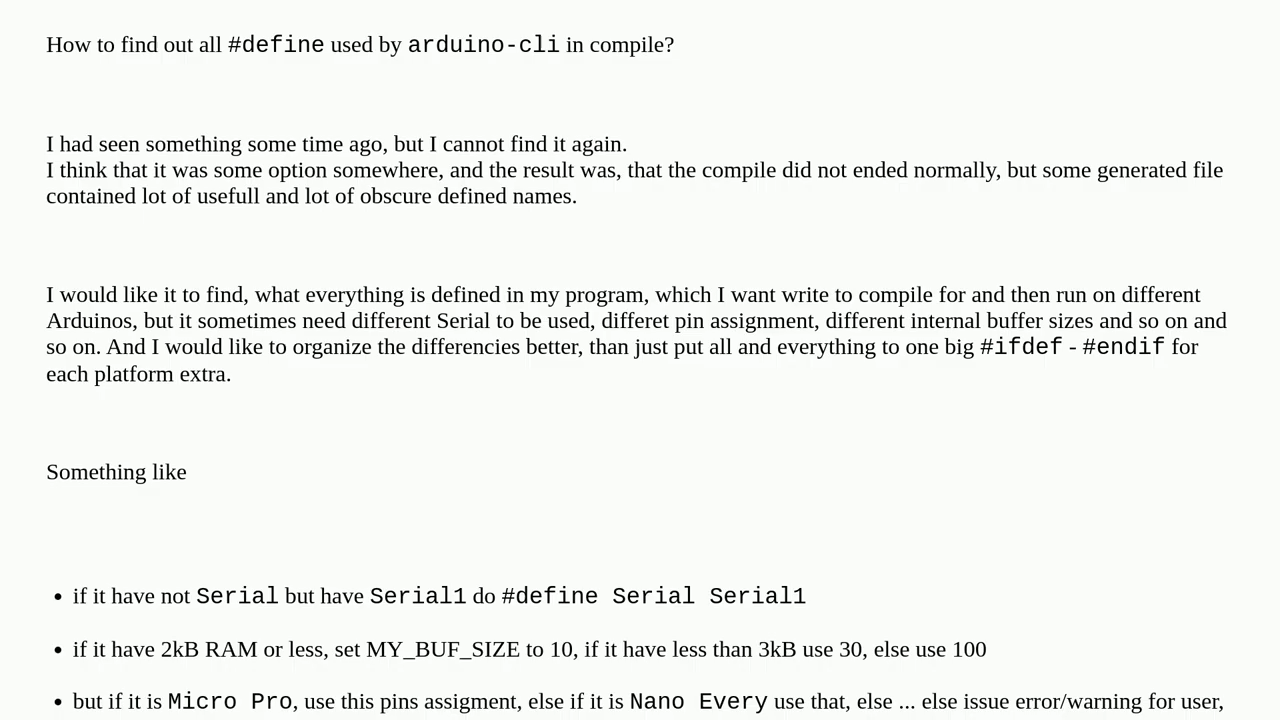 How to find out all #define used by arduino-cli in compile?
I had seen something some time ago, but I cannot find it again.
I think that it was some option somewhere, and the result was, that the compile did not ended normally, but some generated file
contained lot of usefull and lot of obscure defined names.
I would like it to find, what everything is defined in my program, which I want write to compile for and then run on different
Arduinos, but it sometimes need different Serial to be used, differet pin assignment, different internal buffer sizes and so on and
so on. And I would like to organize the differencies better, than just put all and everything to one big #ifdef - #endif for
each platform extra.
Something like
• if it have not Serial but have Serial1 do #define Serial Serial1
• if it have 2kB RAM or less, set MY_BUF_SIZE to 10, if it have less than 3kB use 30, else use 100
• but if it is Micro Pro, use this pins assigment, else if it is Nano Every use that, else ... else issue error/warning for user,